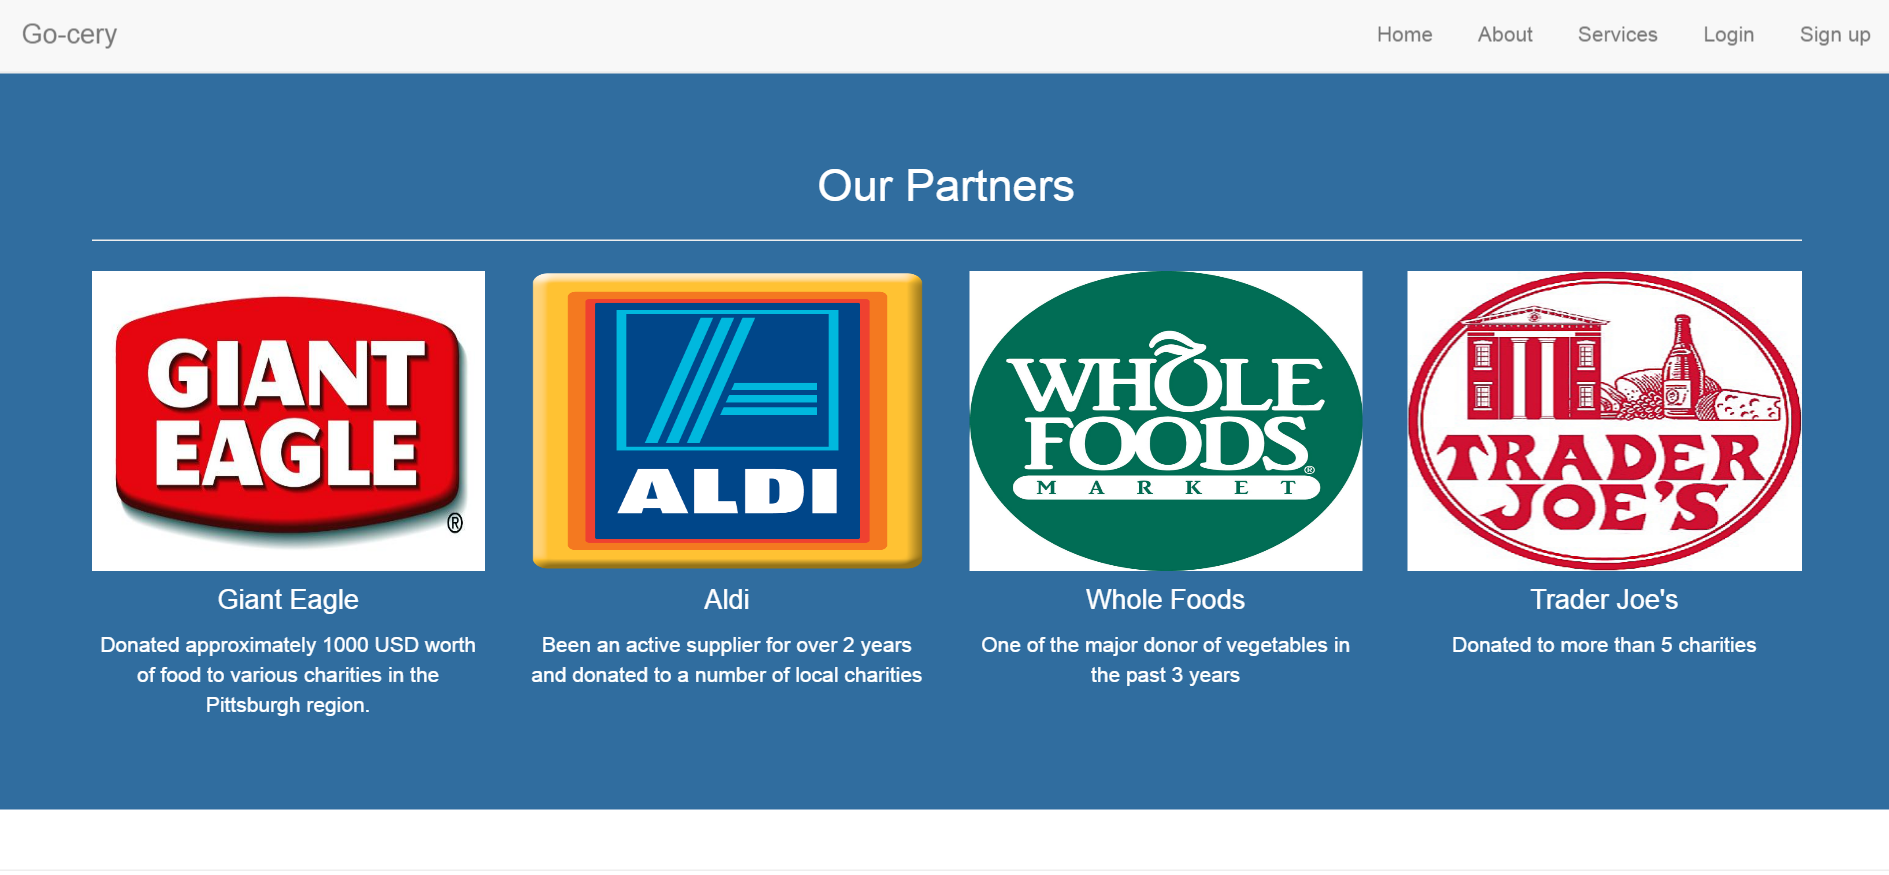 Go-cery Home About Services Login Sign up
Our Partners
GIANT
EAGLE
®
ALDI
WHOLE
FOODS®
MARKET
TRADER
JOE'S
Giant Eagle
Donated approximately 1000 USD worth
of food to various charities in the
Pittsburgh region.
Aldi
Been an active supplier for over 2 years
and donated to a number of local charities
Whole Foods
One of the major donor of vegetables in
the past 3 years
Trader Joe's
Donated to more than 5 charities